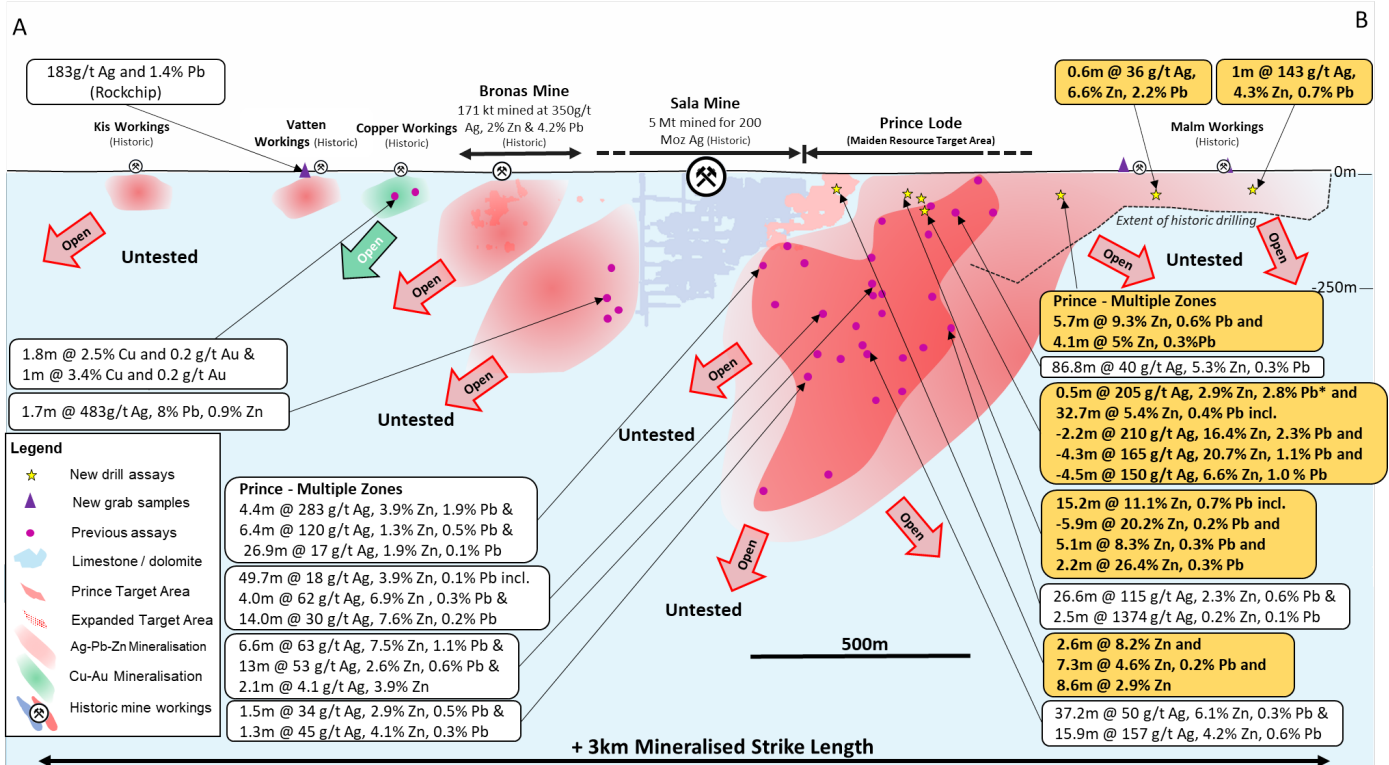 A
B
183g/t Ag and 1.4% Pb
(Rockchip)
Kis Workings
(Historic)
Vatten
Workings (Historic)
Copper Workings
(Historic)
Bronas Mine
171 kt mined at 350g/t
Ag, 2% Zn & 4.2% Pb
(Historic)
Sala Mine
5 Mt mined for 200
Moz Ag (Historic)
Prince Lode
(Maiden Resource Target Area)
0.6m @ 36 g/t Ag,
6.6% Zn, 2.2% Pb
1m @ 143 g/t Ag,
4.3% Zn, 0.7% Pb
Malm Workings
(Historic)
0m
Extent of historic drilling
-250m
Open
Untested
Open
Open
Open
Untested
Open
Untested
Open
Untested
Open
Open
Untested
Open
1.8m @ 2.5% Cu and 0.2 g/t Au &
1m @ 3.4% Cu and 0.2 g/t Au
1.7m @ 483g/t Ag, 8% Pb, 0.9% Zn
Legend
New drill assays
New grab samples
Previous assays
Limestone / dolomite
Prince Target Area
Expanded Target Area
Ag-Pb-Zn Mineralisation
Cu-Au Mineralisation
Historic mine workings
Prince - Multiple Zones
4.4m @ 283 g/t Ag, 3.9% Zn, 1.9% Pb &
6.4m @ 120 g/t Ag, 1.3% Zn, 0.5% Pb &
26.9m @ 17 g/t Ag, 1.9% Zn, 0.1% Pb
49.7m @ 18 g/t Ag, 3.9% Zn, 0.1% Pb incl.
4.0m @ 62 g/t Ag, 6.9% Zn , 0.3% Pb &
14.0m @ 30 g/t Ag, 7.6% Zn, 0.2% Pb
6.6m @ 63 g/t Ag, 7.5% Zn, 1.1% Pb &
13m @ 53 g/t Ag, 2.6% Zn, 0.6% Pb &
2.1m @ 4.1 g/t Ag, 3.9% Zn
1.5m @ 34 g/t Ag, 2.9% Zn, 0.5% Pb &
1.3m @ 45 g/t Ag, 4.1% Zn, 0.3% Pb
Prince - Multiple Zones
5.7m @ 9.3% Zn, 0.6% Pb and
4.1m @ 5% Zn, 0.3%Pb
86.8m @ 40 g/t Ag, 5.3% Zn, 0.3% Pb
0.5m @ 205 g/t Ag, 2.9% Zn, 2.8% Pb* and
32.7m @ 5.4% Zn, 0.4% Pb incl.
-2.2m @ 210 g/t Ag, 16.4% Zn, 2.3% Pb and
-4.3m @ 165 g/t Ag, 20.7% Zn, 1.1% Pb and
-4.5m @ 150 g/t Ag, 6.6% Zn, 1.0 % Pb
15.2m @ 11.1% Zn, 0.7% Pb incl.
-5.9m @ 20.2% Zn, 0.2% Pb and
5.1m @ 8.3% Zn, 0.3% Pb and
2.2m @ 26.4% Zn, 0.3% Pb
26.6m @ 115 g/t Ag, 2.3% Zn, 0.6% Pb &
2.5m @ 1374 g/t Ag, 0.2% Zn, 0.1% Pb
2.6m @ 8.2% Zn and
7.3m @ 4.6% Zn, 0.2% Pb and
8.6m @ 2.9% Zn
37.2m @ 50 g/t Ag, 6.1% Zn, 0.3% Pb &
15.9m @ 157 g/t Ag, 4.2% Zn, 0.6% Pb
Open
Open
Untested
500m
+ 3km Mineralised Strike Length